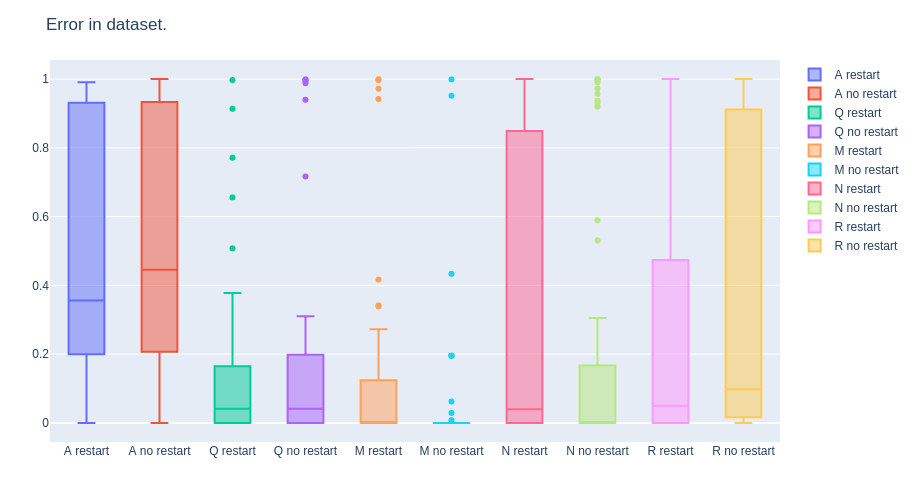 Error in dataset.
1
0.8
0.6
0.4
0.2
0
A restart
A no restart
Q restart
Q no restart
M restart
M no restart
N restart
N no restart
R restart
R no restart
A restart
A no restart
Q restart
Q no restart
M restart
M no restart
N restart
N no restart
R restart
R no restart